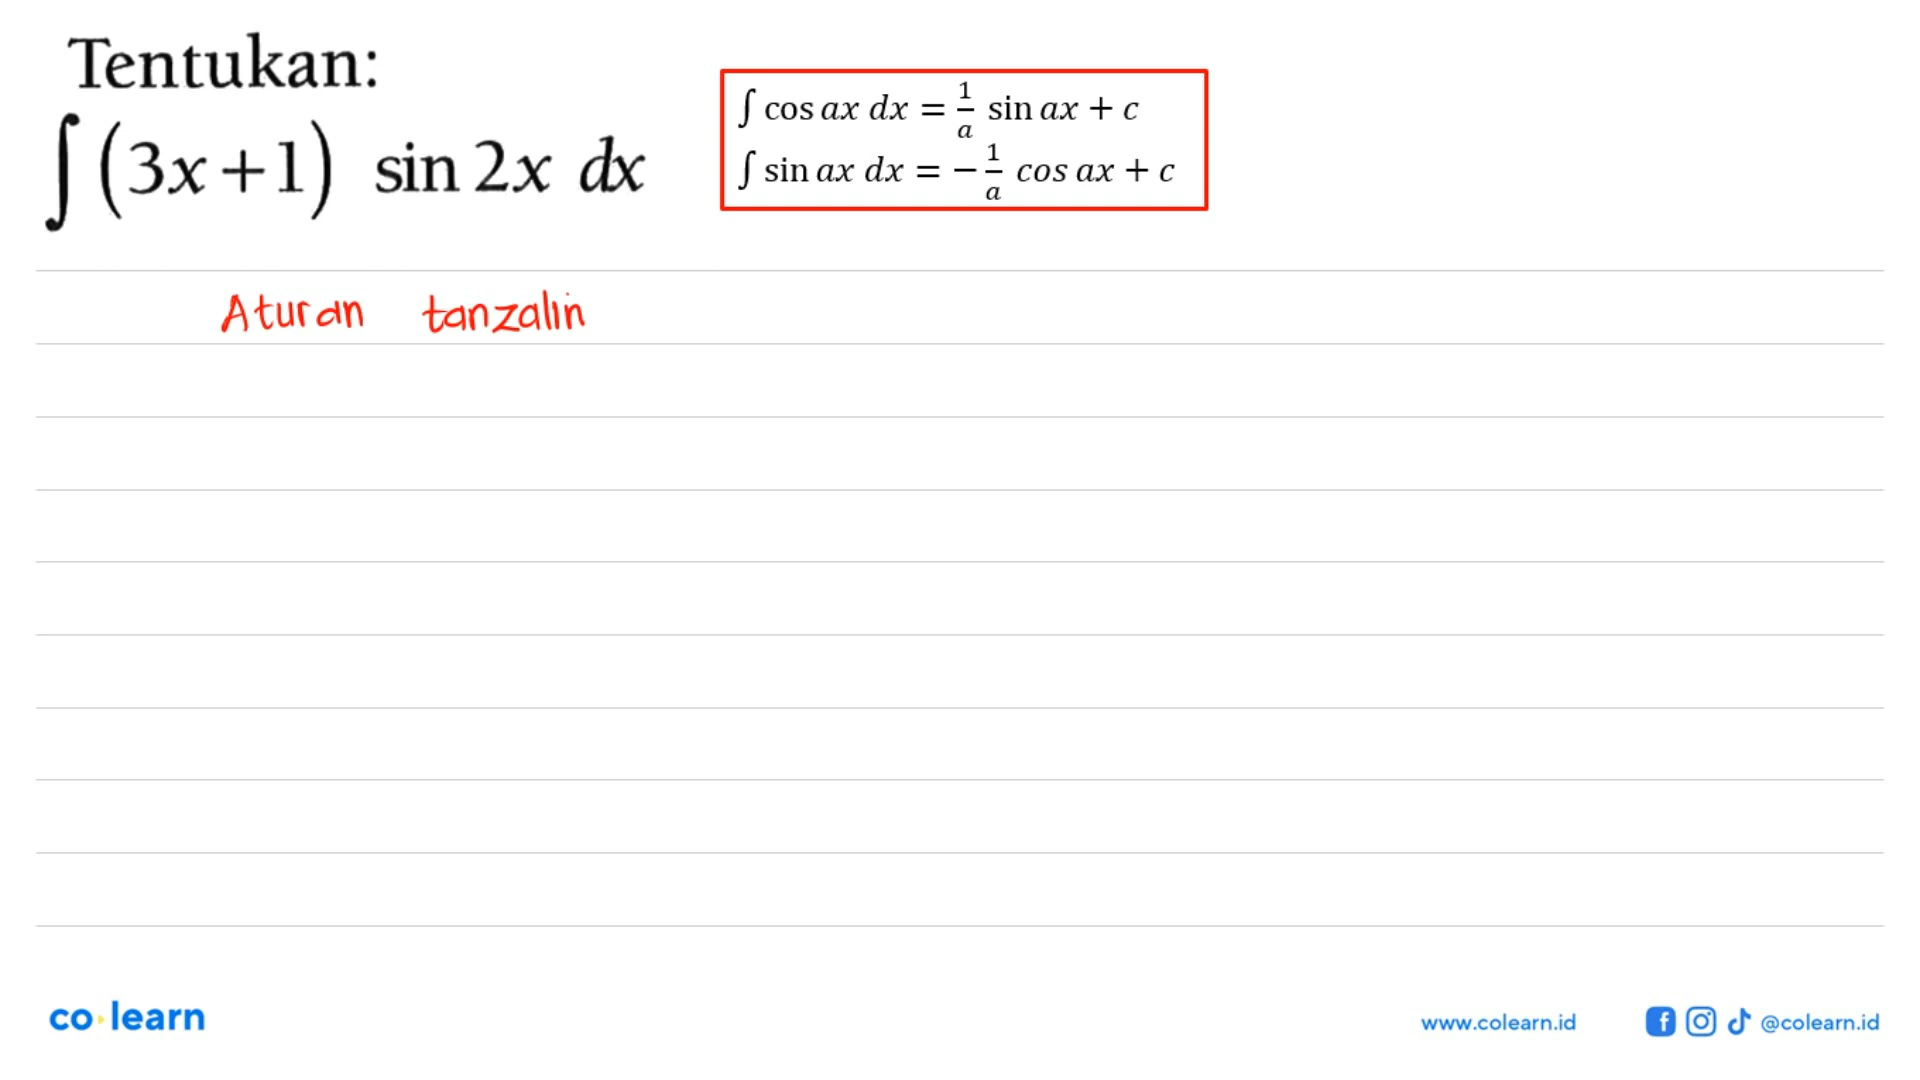 Tentukan:
∫ (3x+1) sin 2x dx
∫ cos ax dx = 1/a sin ax + c
∫ sin ax dx = − 1/a cos ax + c
Aturan tanzalin
co learn
www.colearn.id
@colearn.id